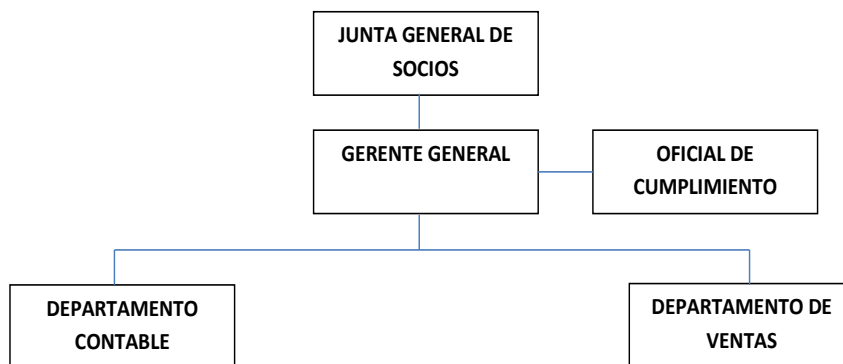 JUNTA GENERAL DE
SOCIOS
GERENTE GENERAL
OFICIAL DE
CUMPLIMIENTO
DEPARTAMENTO
CONTABLE
DEPARTAMENTO DE
VENTAS